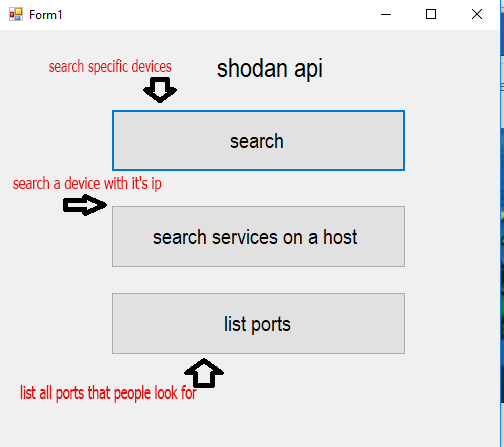 Form1
search specific devices
shodan api
search
search a device with it's ip
search services on a host
list ports
list all ports that people look for